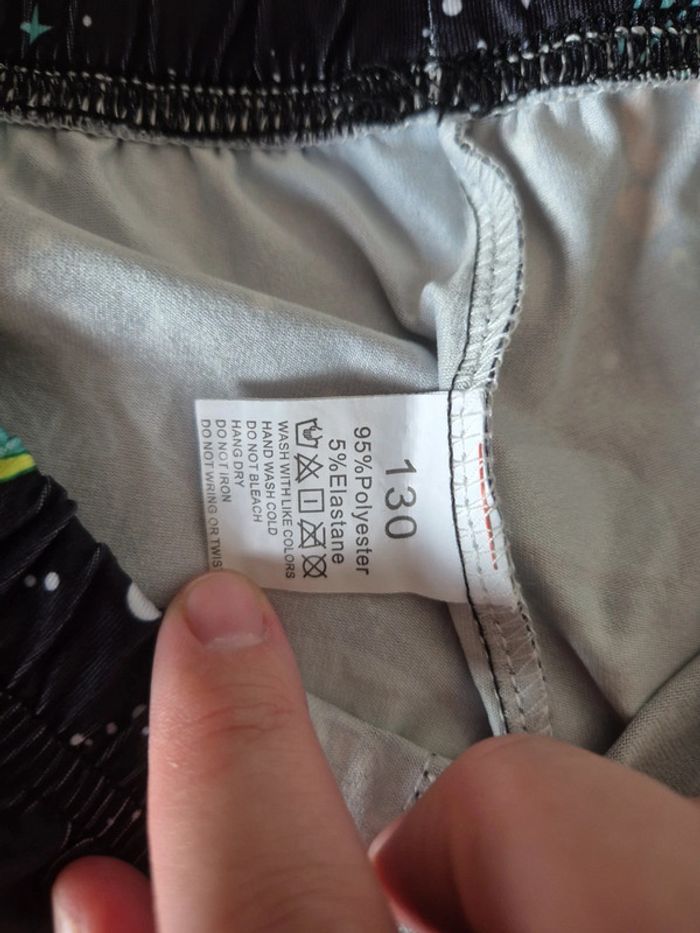 130
95%Polyester
5%Elastane
WASH WITH LIKE COLORS
HAND WASH COLD
DO NOT BLEACH
HANG DRY
DO NOT IRON
DO NOT WRING OR TWIS